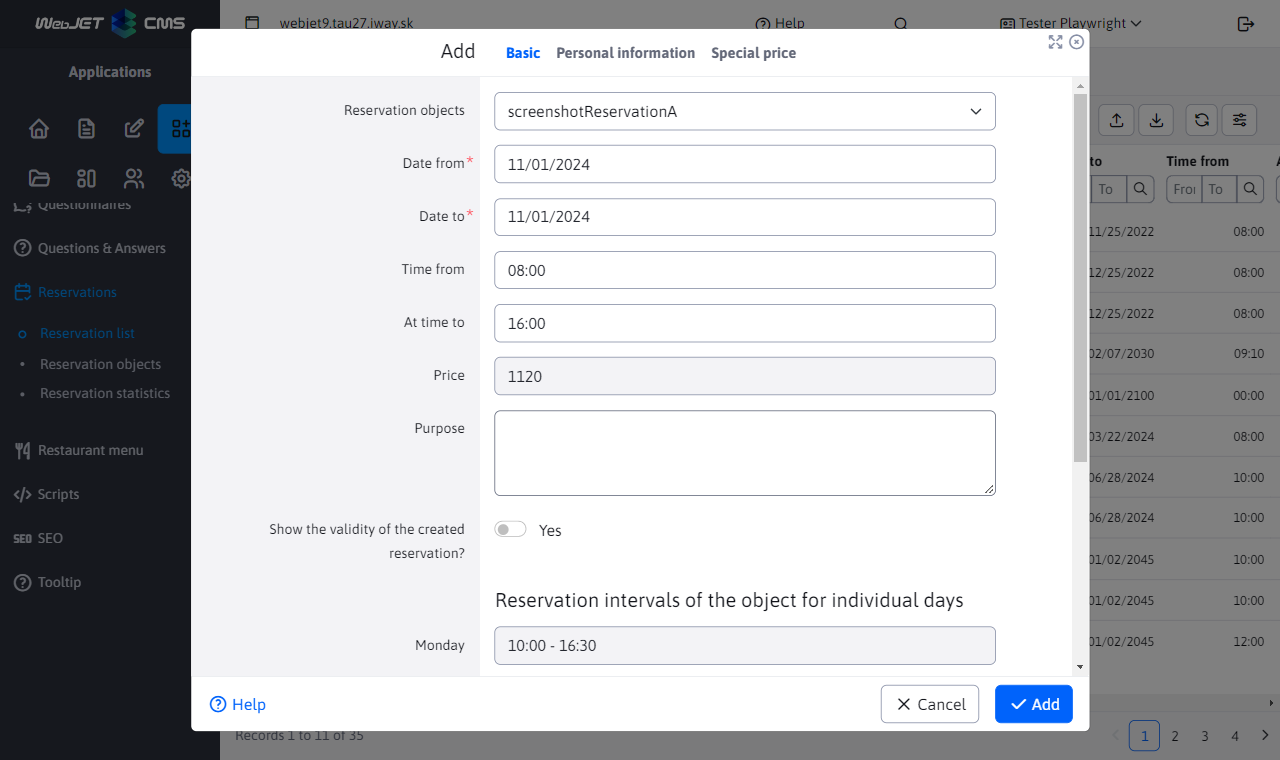 WebJET CMS
webjet9.tau27.iway.sk
Help
Tester Playwright
Applications
Questionnaires
Questions & Answers
Reservations
Reservation list
Reservation objects
Reservation statistics
Restaurant menu
Scripts
SEO SEO
Tooltip
Add
Basic
Personal information
Special price
Reservation objects
screenshotReservationA
Date from*
11/01/2024
Date to*
11/01/2024
Time from
08:00
At time to
16:00
Price
1120
Purpose
Show the validity of the created
reservation?
Yes
Reservation intervals of the object for individual days
Monday
10:00 - 16:30
Help
Cancel
Add
to Time from
To From To
11/25/2022 08:00
12/25/2022 08:00
12/25/2022 08:00
02/07/2030 09:10
01/01/2100 00:00
03/22/2024 08:00
06/28/2024 10:00
06/28/2024 10:00
01/02/2045 10:00
01/02/2045 10:00
01/02/2045 12:00
Records 1 to 11 of 35
1 2 3 4